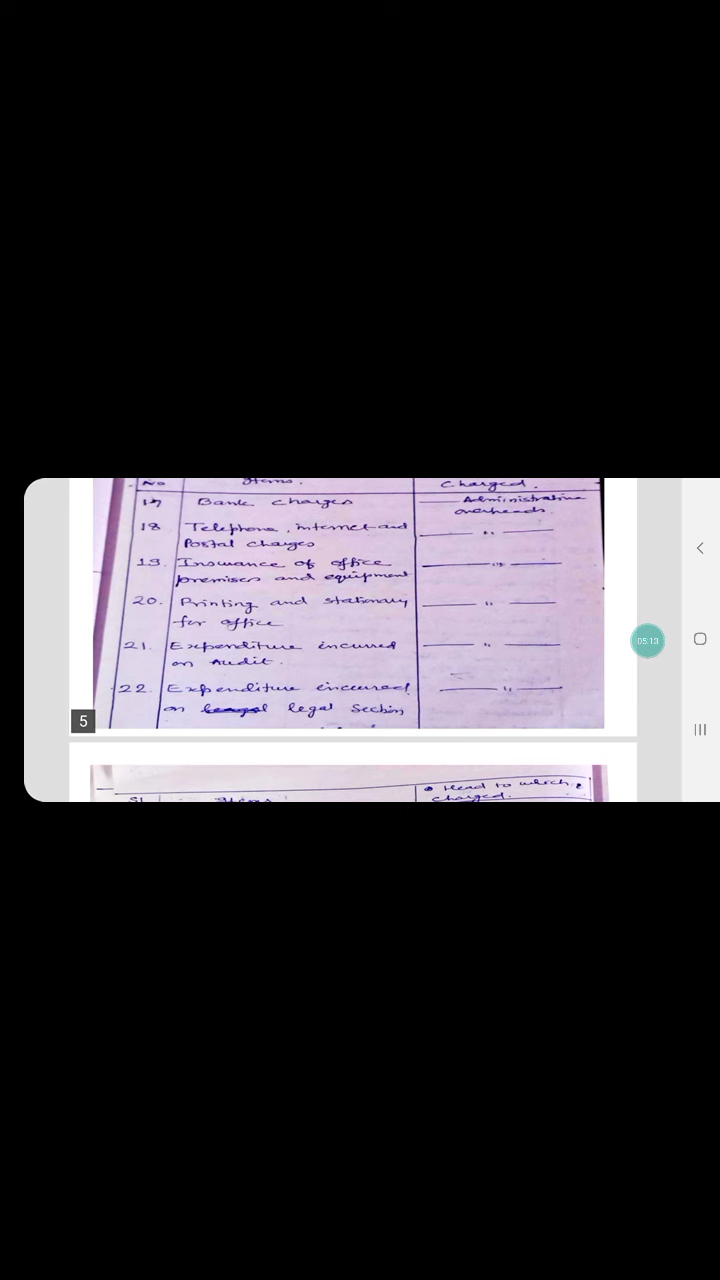 No Items. Charged.
17 Bank charges Administrative
overheads.
18 Telephone, internet and — " —
Postal charges
19. Insurance of office — " —
premises and equipment
20. Printing and stationary — " —
for office
21. Expenditure incurred — " —
on Audit.
22. Expenditure inceurred — " —
on legal Section
5
05:13
Head to which
Sl Items charged.